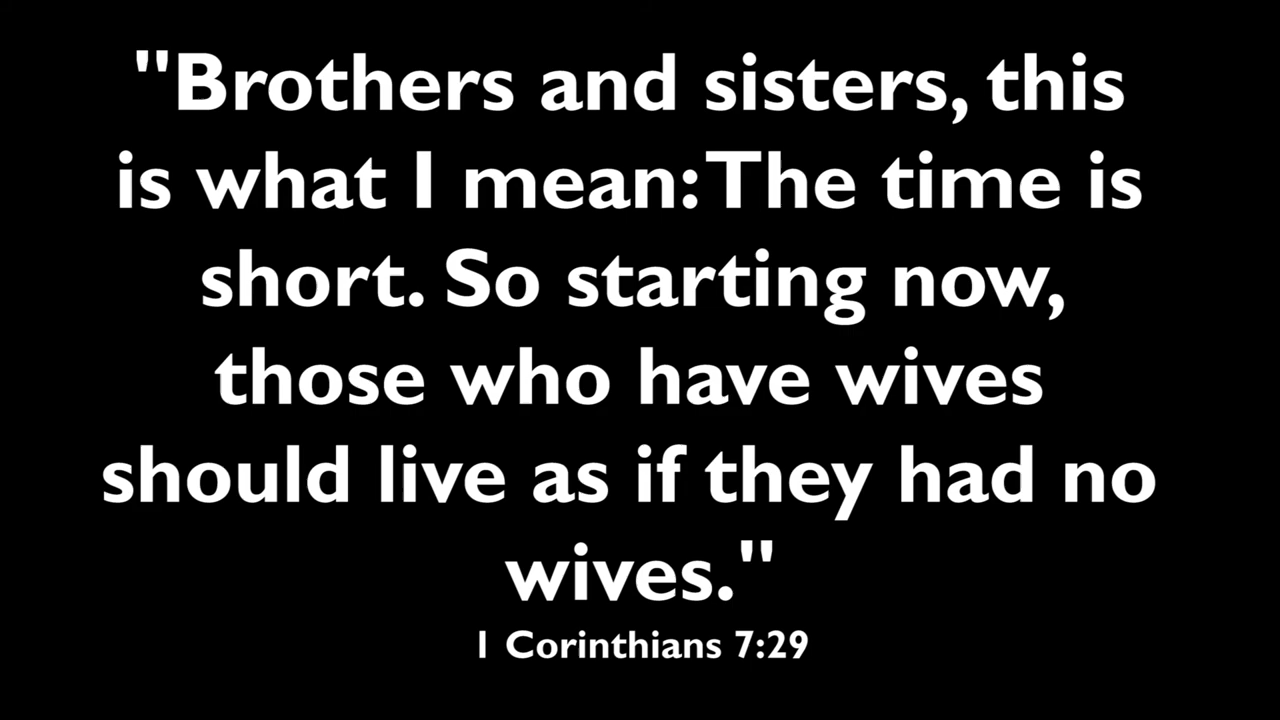 "Brothers and sisters, this
is what I mean: The time is
short. So starting now,
those who have wives
should live as if they had no
wives."
1 Corinthians 7:29